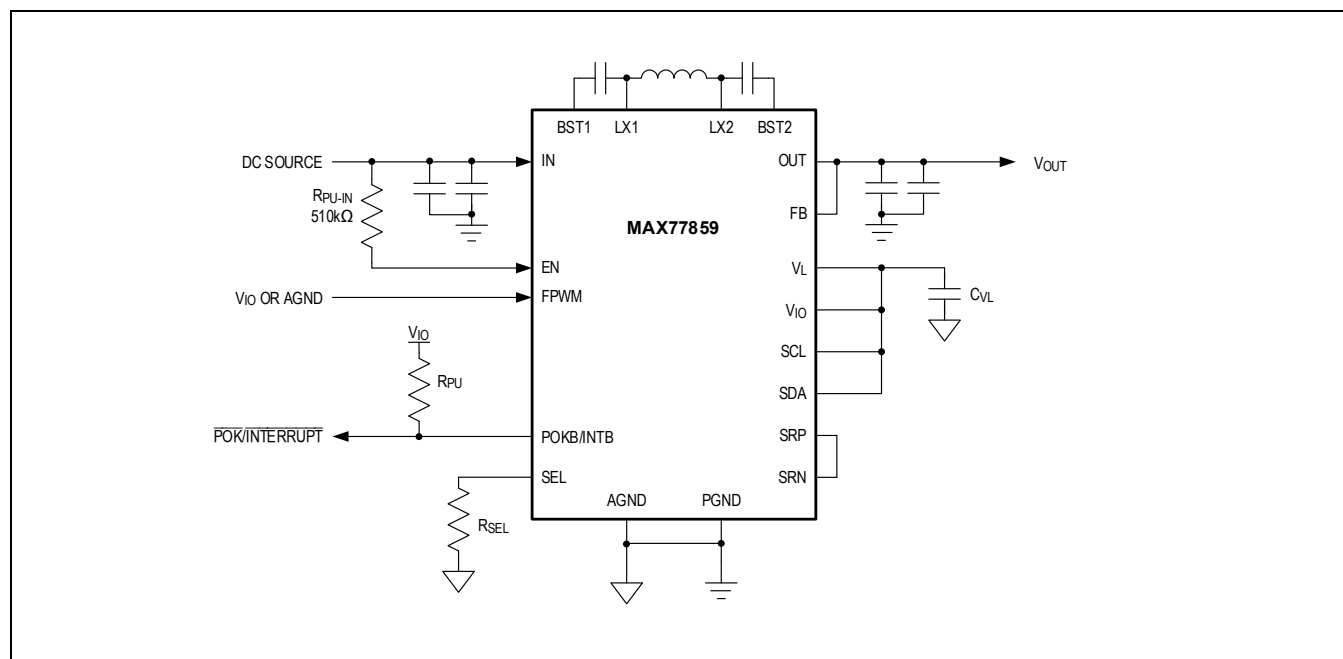 BST1 LX1 LX2 BST2
DC SOURCE
IN
OUT
VOUT
RPU-IN
510kΩ
FB
MAX77859
EN
VL
CVL
VIO OR AGND
FPWM
VIO
VIO
RPU
SCL
SDA
POK/INTERRUPT
POKB/INTB
SRP
SEL
SRN
RSEL
AGND PGND